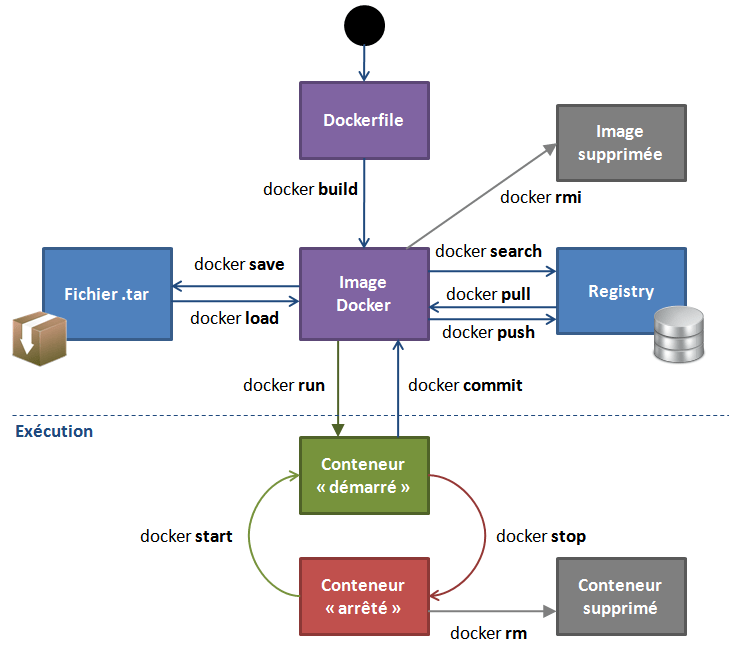 Dockerfile
Image
supprimée
docker build
docker rmi
docker save
docker search
Fichier .tar
Image
Docker
docker pull
Registry
docker load
docker push
docker run
docker commit
Exécution
Conteneur
« démarré »
docker start
docker stop
Conteneur
« arrêté »
Conteneur
supprimé
docker rm